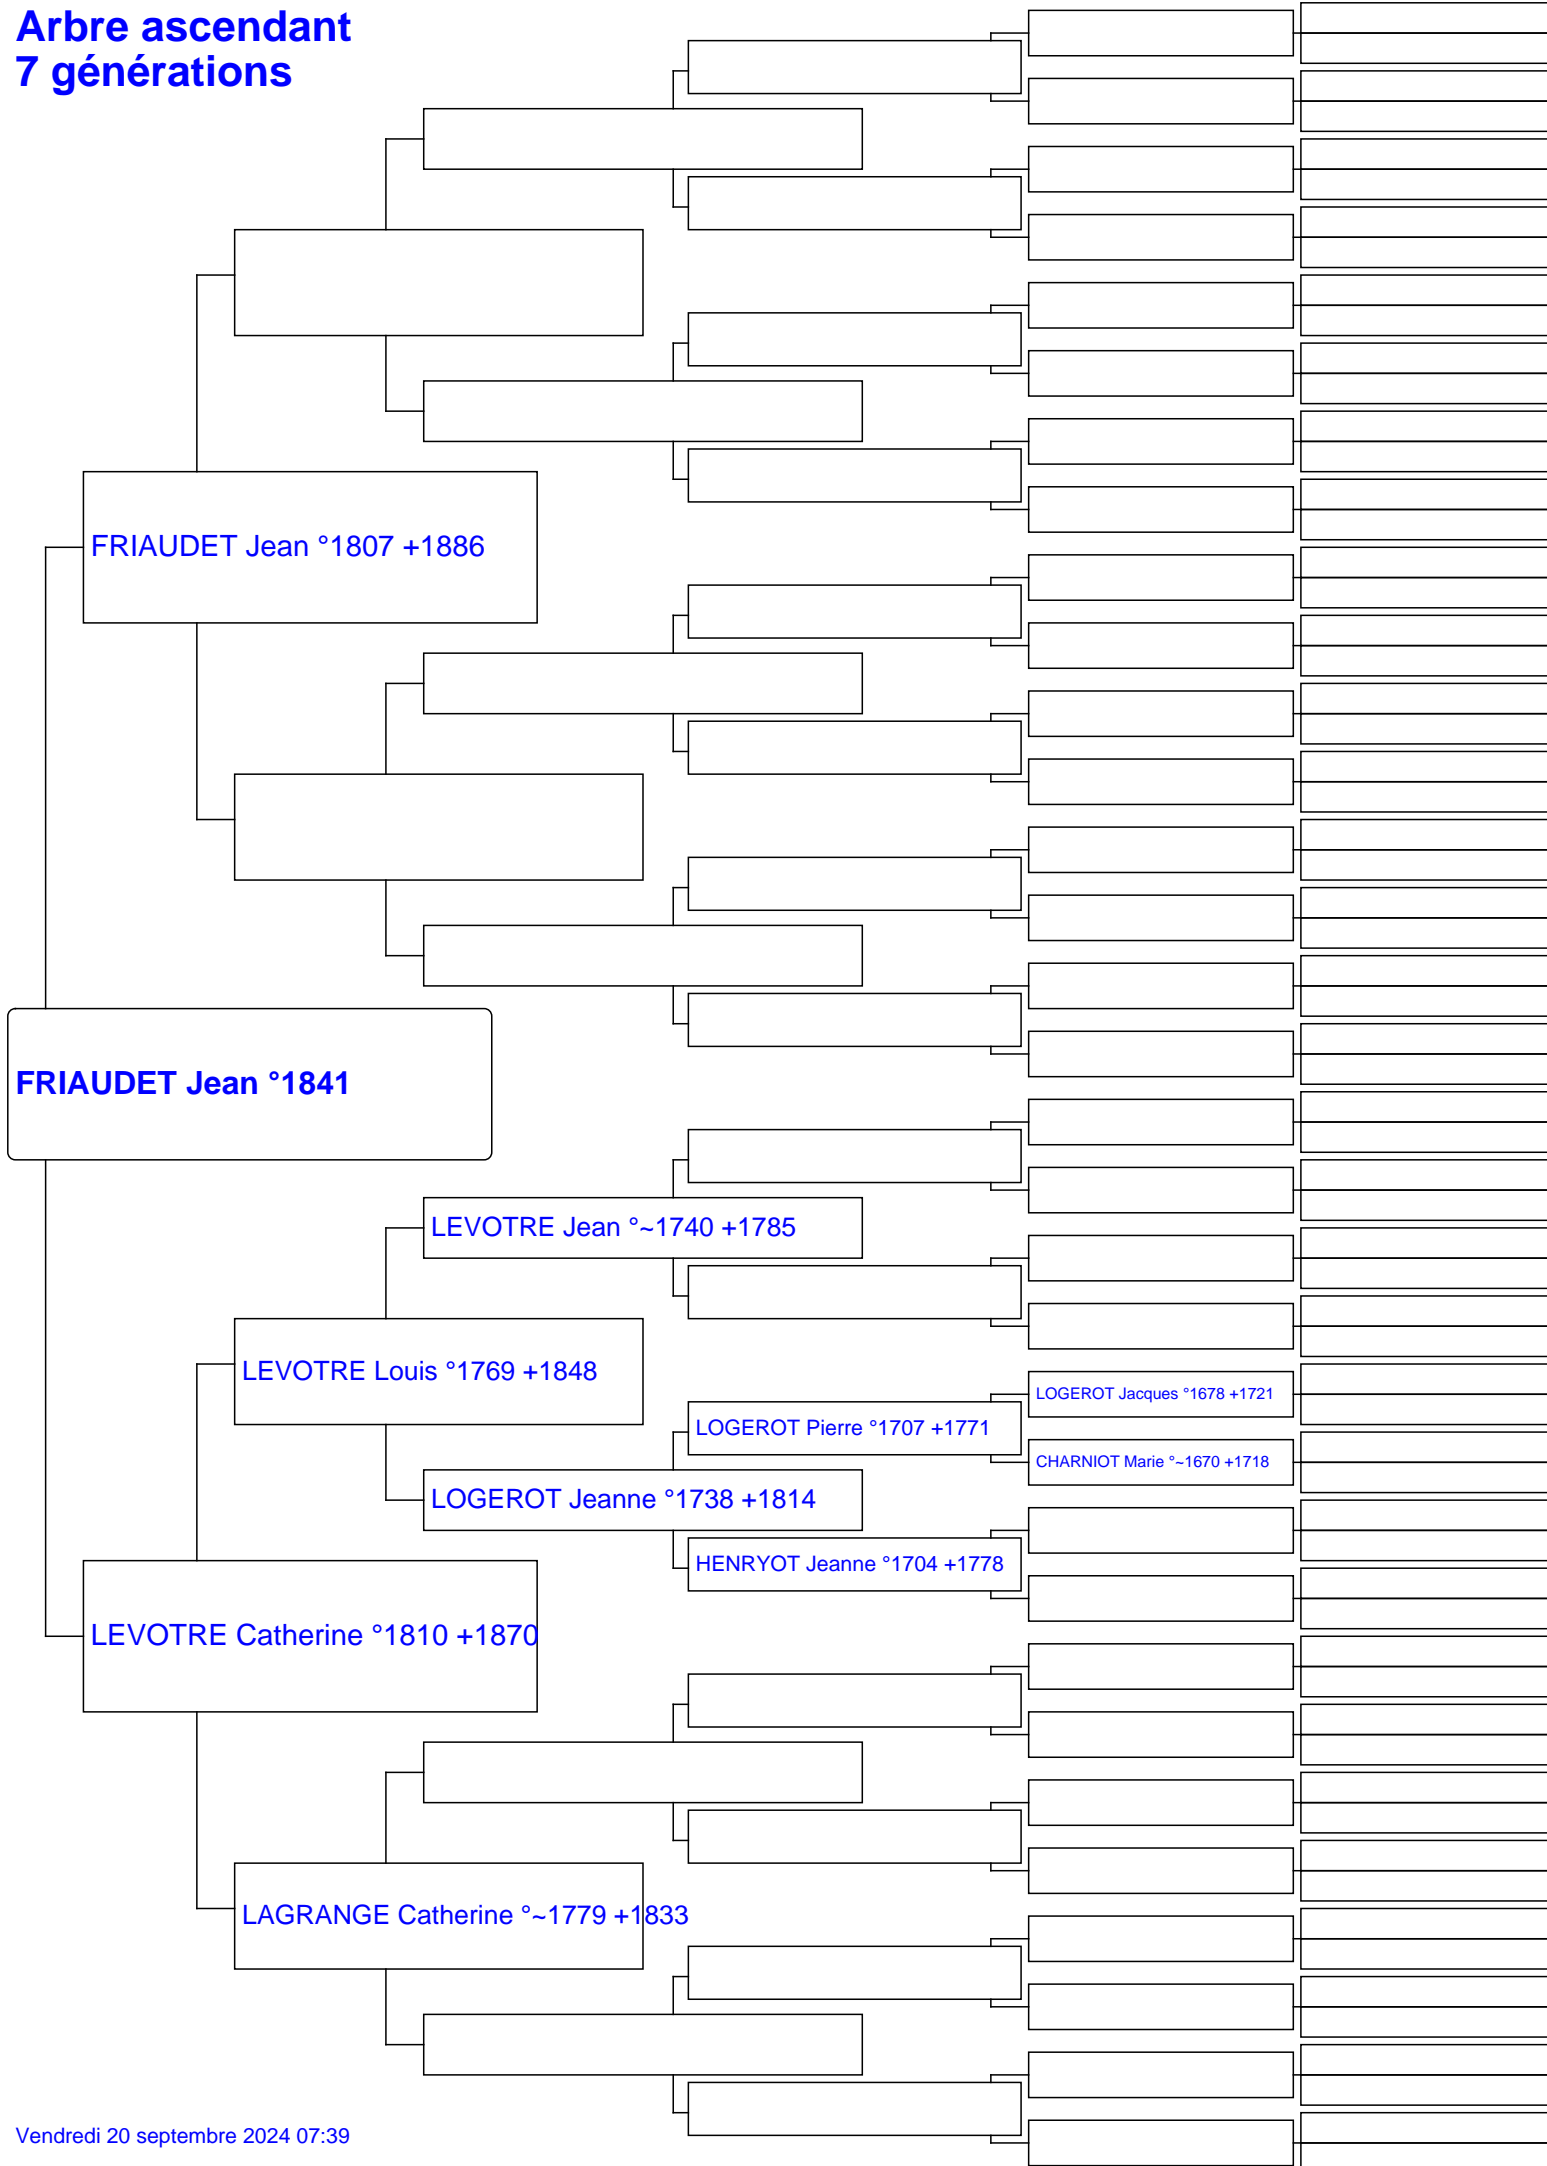 Arbre ascendant
7 générations
FRIAUDET Jean °1807 +1886
FRIAUDET Jean °1841
LEVOTRE Jean °~1740 +1785
LEVOTRE Louis °1769 +1848
LOGEROT Jacques °1678 +1721
LOGEROT Pierre °1707 +1771
CHARNIOT Marie °~1670 +1718
LOGEROT Jeanne °1738 +1814
HENRYOT Jeanne °1704 +1778
LEVOTRE Catherine °1810 +1870
LAGRANGE Catherine °~1779 +1833
Vendredi 20 septembre 2024 07:39